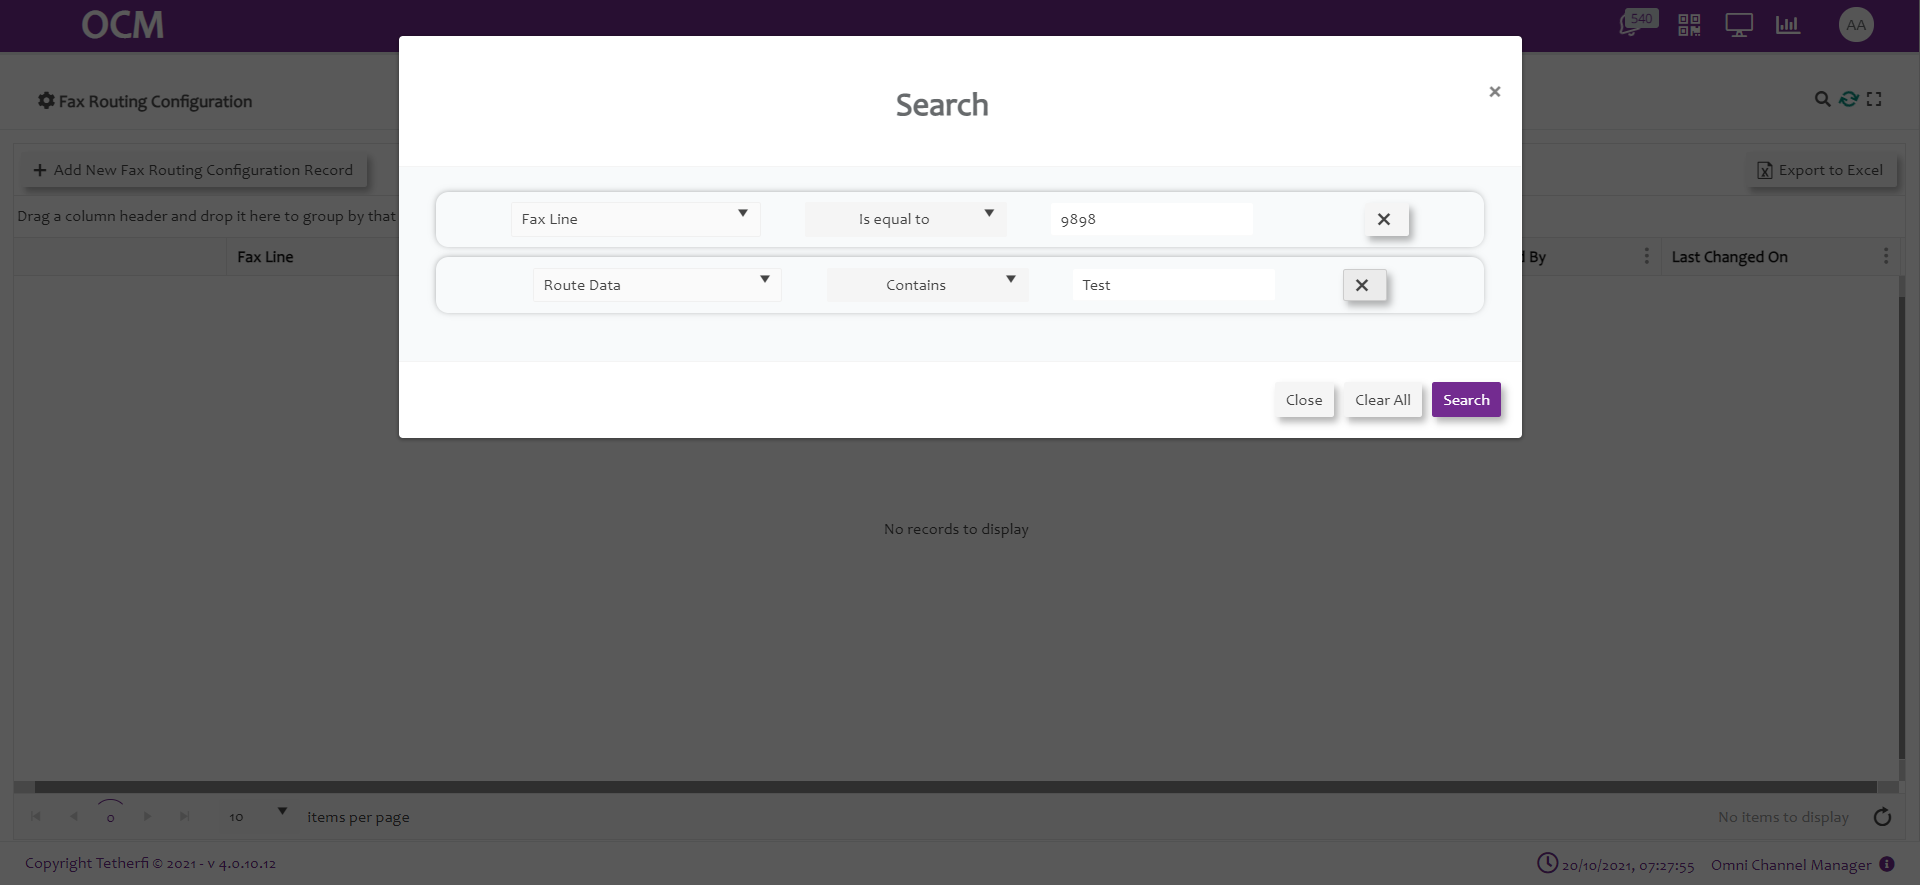 OCM
540
AA
Fax Routing Configuration
Search
×
Add New Fax Routing Configuration Record
Export to Excel
Drag a column header and drop it here to group by that
Fax Line
Is equal to
9898
Fax Line
By
Last Changed On
Route Data
Contains
Test
Close
Clear All
Search
No records to display
0
10
items per page
No items to display
Copyright Tetherfi © 2021 - v 4.0.10.12
20/10/2021, 07:27:55
Omni Channel Manager